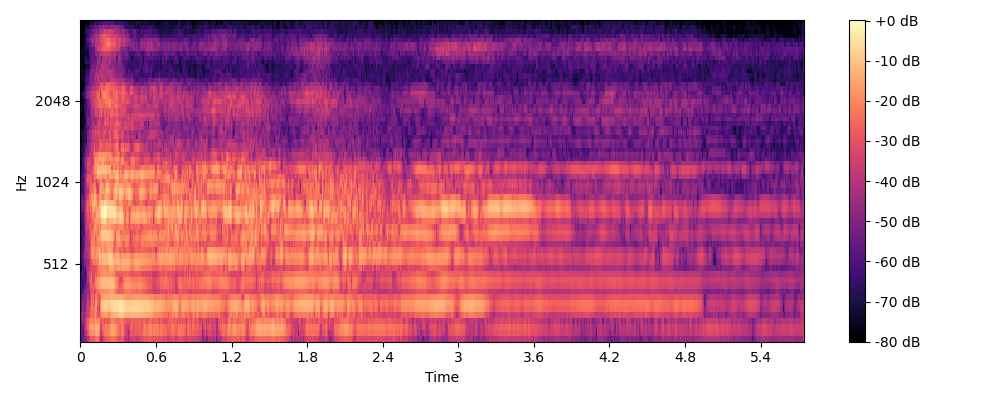 Hz
2048
1024
512
0 0.6 1.2 1.8 2.4 3 3.6 4.2 4.8 5.4
Time
+0 dB
-10 dB
-20 dB
-30 dB
-40 dB
-50 dB
-60 dB
-70 dB
-80 dB